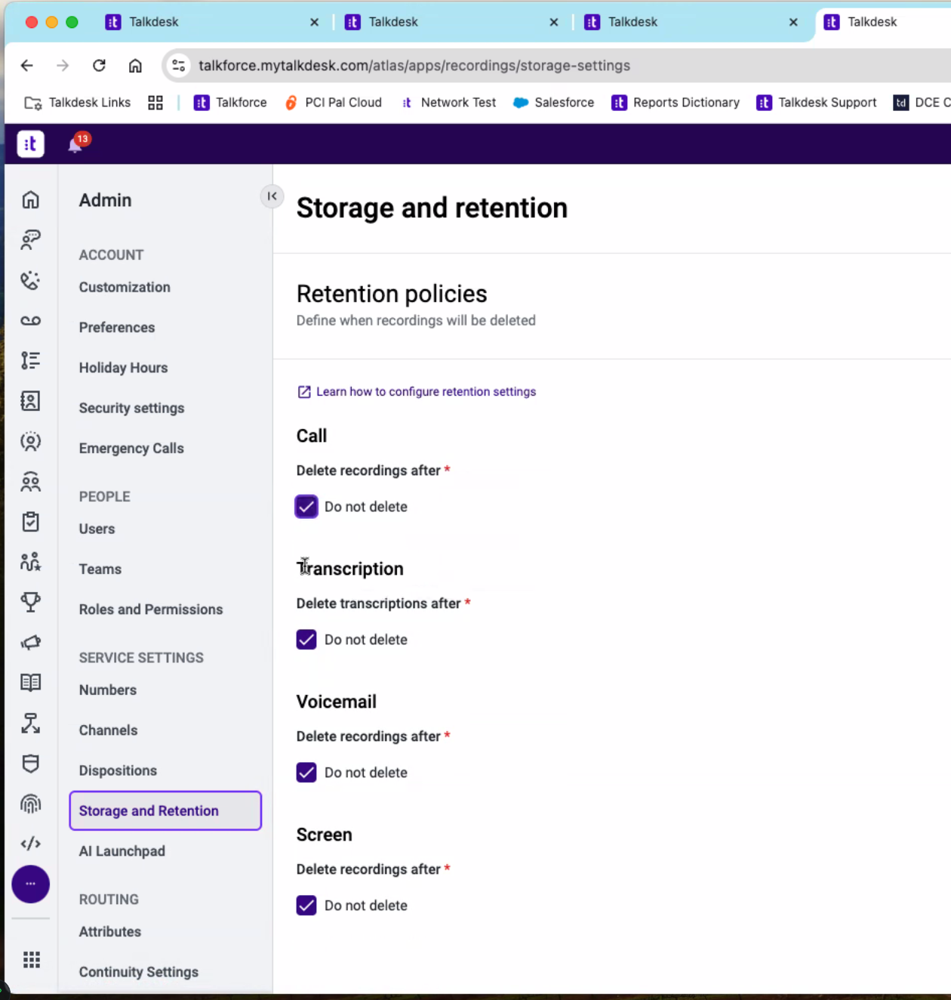 Talkdesk
Talkdesk
Talkdesk
Talkdesk
talkforce.mytalkdesk.com/atlas/apps/recordings/storage-settings
Talkdesk Links
Talkforce
PCI Pal Cloud
Network Test
Salesforce
Reports Dictionary
Talkdesk Support
td
DCE C
:t
13
Admin
ACCOUNT
Customization
Preferences
Holiday Hours
Security settings
Emergency Calls
PEOPLE
Users
Teams
Roles and Permissions
SERVICE SETTINGS
Numbers
Channels
Dispositions
Storage and Retention
AI Launchpad
ROUTING
Attributes
Continuity Settings
Storage and retention
Retention policies
Define when recordings will be deleted
Learn how to configure retention settings
Call
Delete recordings after *
Do not delete
Transcription
Delete transcriptions after *
Do not delete
Voicemail
Delete recordings after *
Do not delete
Screen
Delete recordings after *
Do not delete